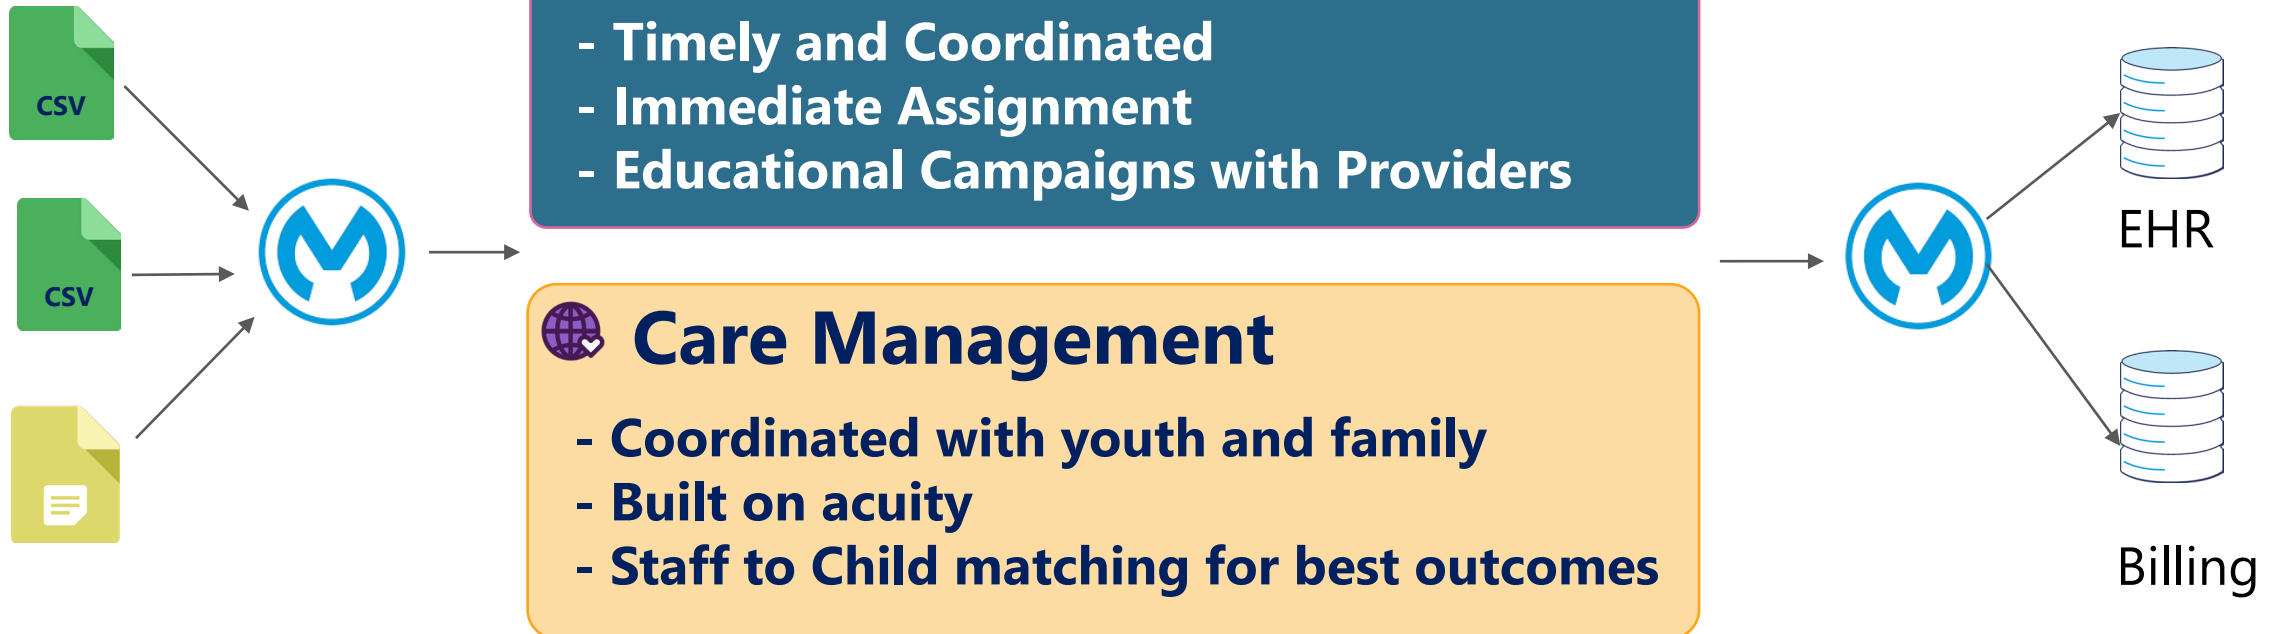 CSV
CSV
- Timely and Coordinated
- Immediate Assignment
- Educational Campaigns with Providers
Care Management
- Coordinated with youth and family
- Built on acuity
- Staff to Child matching for best outcomes
EHR
Billing